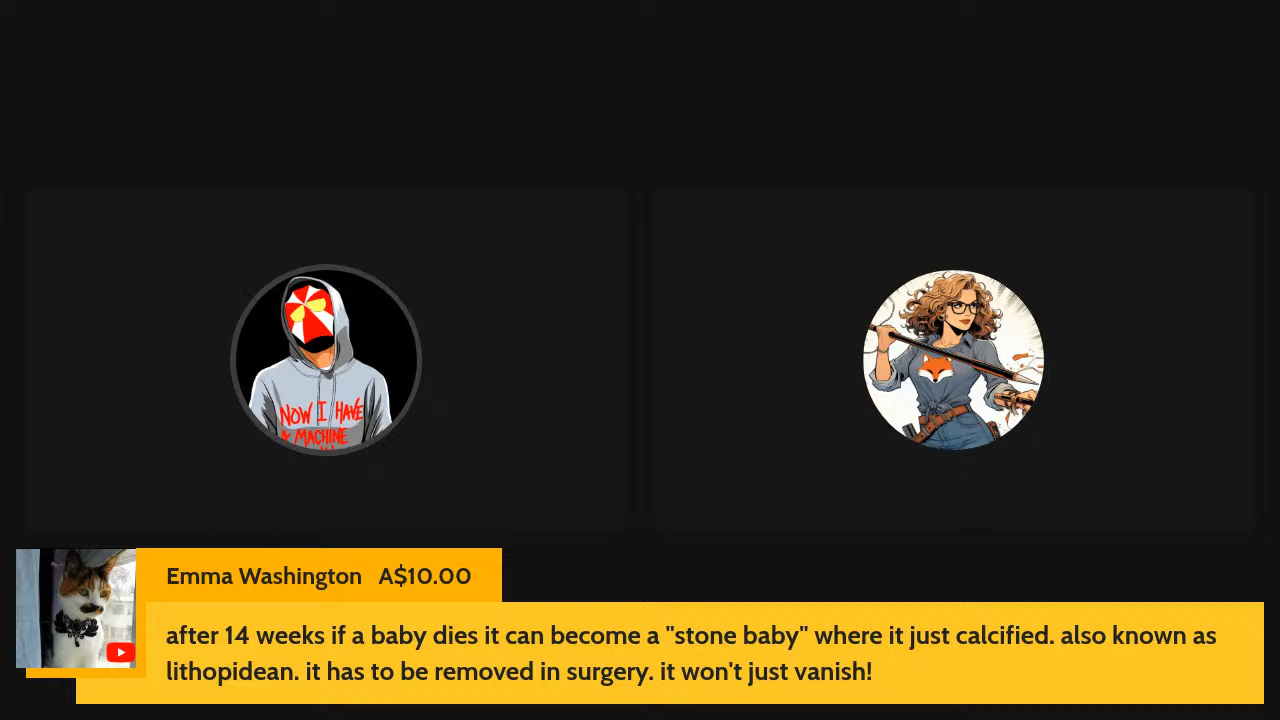 NOW I HAVE
A MACHINE
Emma Washington A$10.00
after 14 weeks if a baby dies it can become a "stone baby" where it just calcified. also known as
lithopidean. it has to be removed in surgery. it won't just vanish!